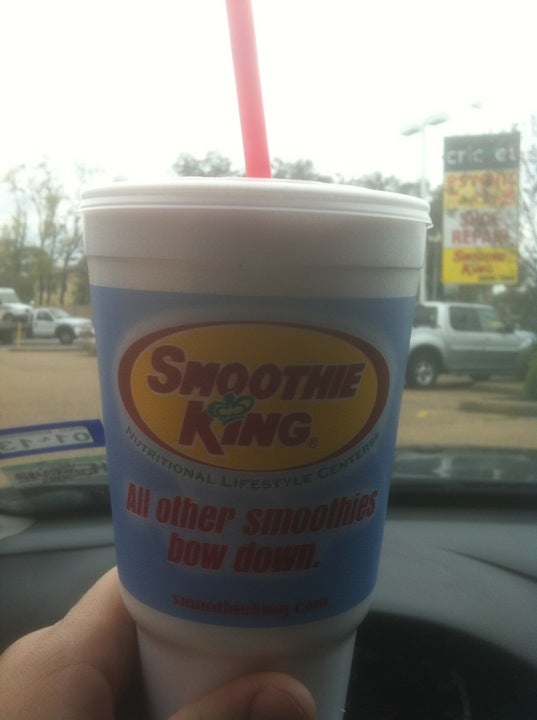 cricket
SHOE
REPAIR
SMOOTHIE
KING
SMOOTHIE
KING®
NUTRITIONAL LIFESTYLE CENTERS®
All other smoothies
bow down.
smoothieking.com